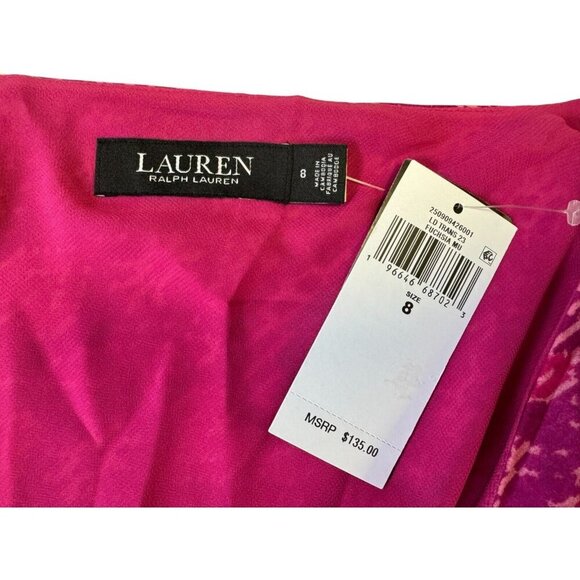 LAUREN
RALPH LAUREN
8
MADE IN
CAMBODIA
FABRIQUÉ AU
CAMBODGE
250909426001
LD TRANS 23
FUCHSIA MU
1 96646 68702 3
SIZE
8
MSRP $135.00